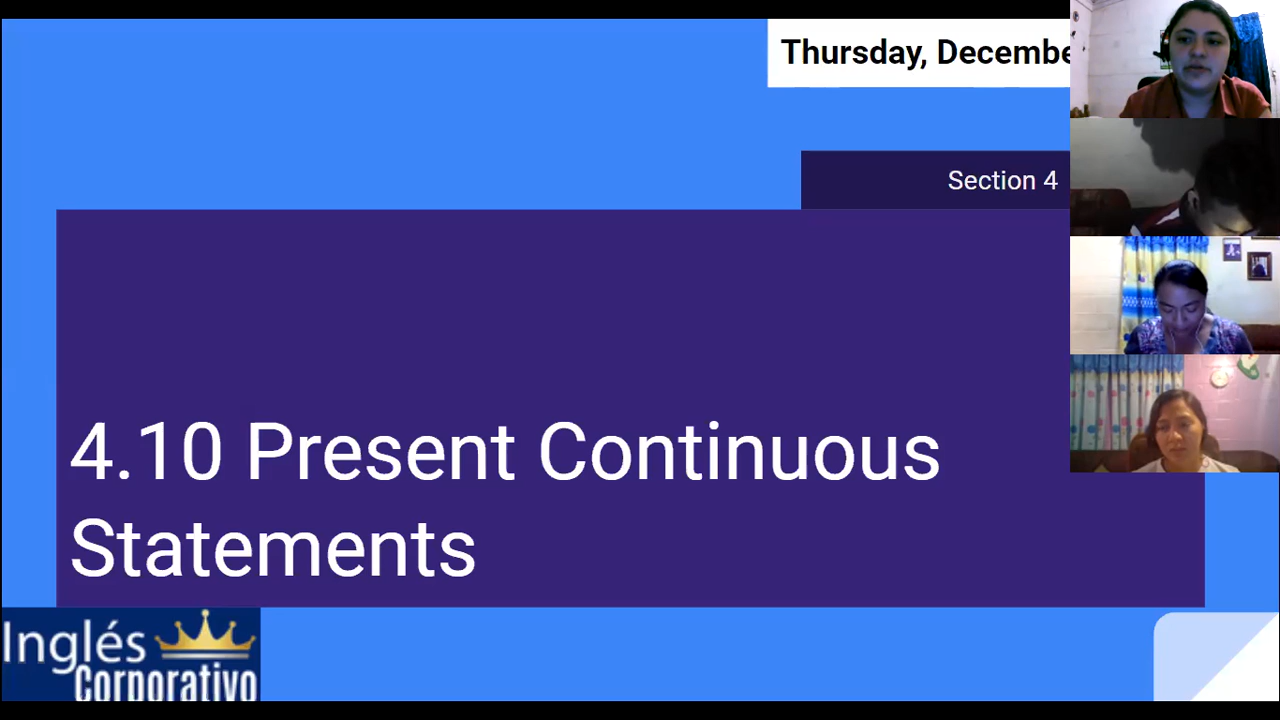 Thursday, Decembe
Section 4
4.10 Present Continuous
Statements
Inglés
Corporativo